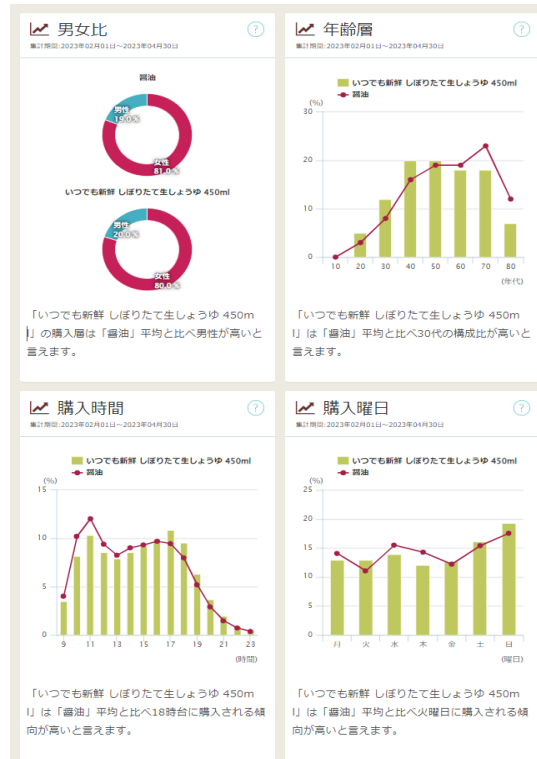 男女比
?
集計期間:2023年02月01日～2023年04月30日
醤油
男性
19.0%
女性
81.0%
いつでも新鮮 しぼりたて生しょうゆ 450ml
男性
20.0%
女性
80.0%
「いつでも新鮮 しぼりたて生しょうゆ 450m
l」の購入層は「醤油」平均と比べ男性が高いと
言えます。
年齢層
?
集計期間:2023年02月01日～2023年04月30日
いつでも新鮮 しぼりたて生しょうゆ 450ml
醤油
(%)
30
20
10
0
10 20 30 40 50 60 70 80
(年代)
「いつでも新鮮 しぼりたて生しょうゆ 450m
l」は「醤油」平均と比べ30代の構成比が高いと
言えます。
購入時間
?
集計期間:2023年02月01日～2023年04月30日
いつでも新鮮 しぼりたて生しょうゆ 450ml
醤油
(%)
15
10
5
0
9 11 13 15 17 19 21 23
(時間)
「いつでも新鮮 しぼりたて生しょうゆ 450m
l」は「醤油」平均と比べ18時台に購入される傾
向が高いと言えます。
購入曜日
?
集計期間:2023年02月01日～2023年04月30日
いつでも新鮮 しぼりたて生しょうゆ 450ml
醤油
(%)
25
20
15
10
5
0
月 火 水 木 金 土 日
(曜日)
「いつでも新鮮 しぼりたて生しょうゆ 450m
l」は「醤油」平均と比べ火曜日に購入される傾
向が高いと言えます。